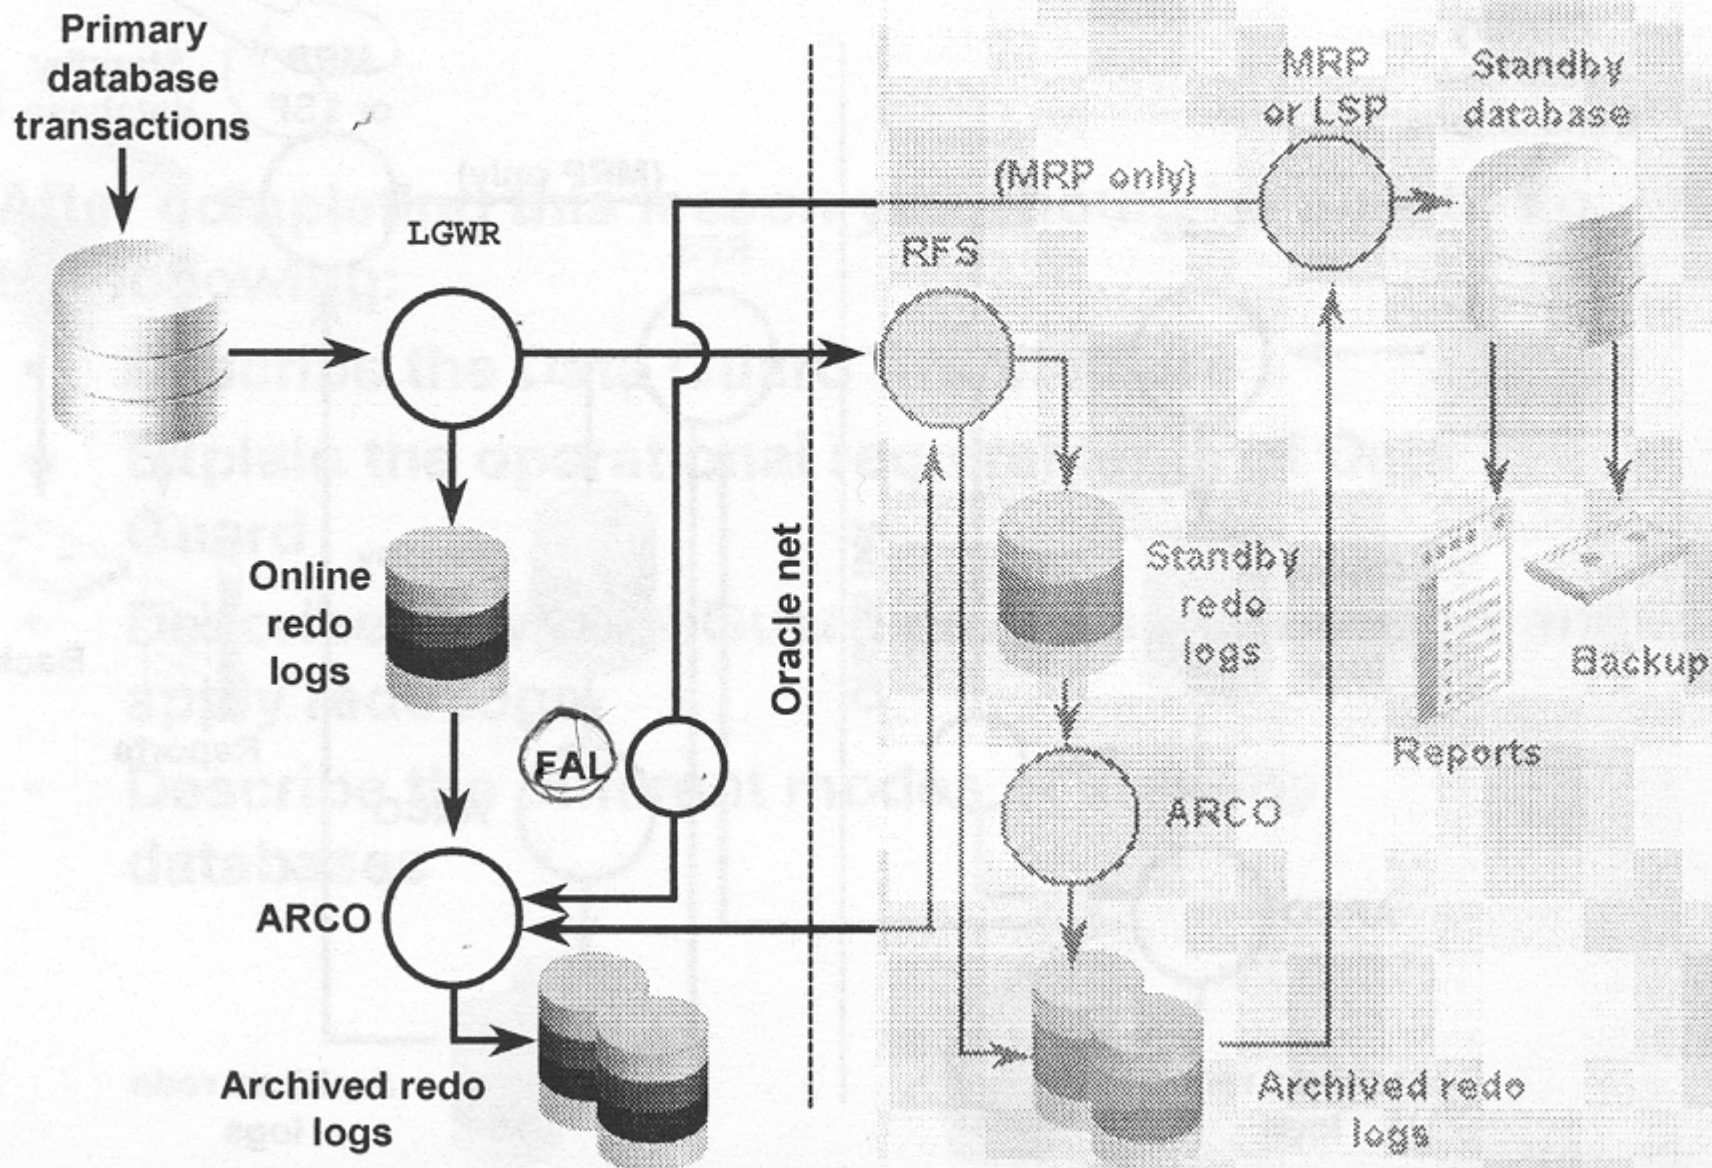 Primary
database
transactions
LGWR
Online
redo
logs
FAL
ARCO
Archived redo
logs
Oracle net
(MRP only)
RFS
MRP
or LSP
Standby
database
Standby
redo
logs
ARCO
Archived redo
logs
Reports
Backup